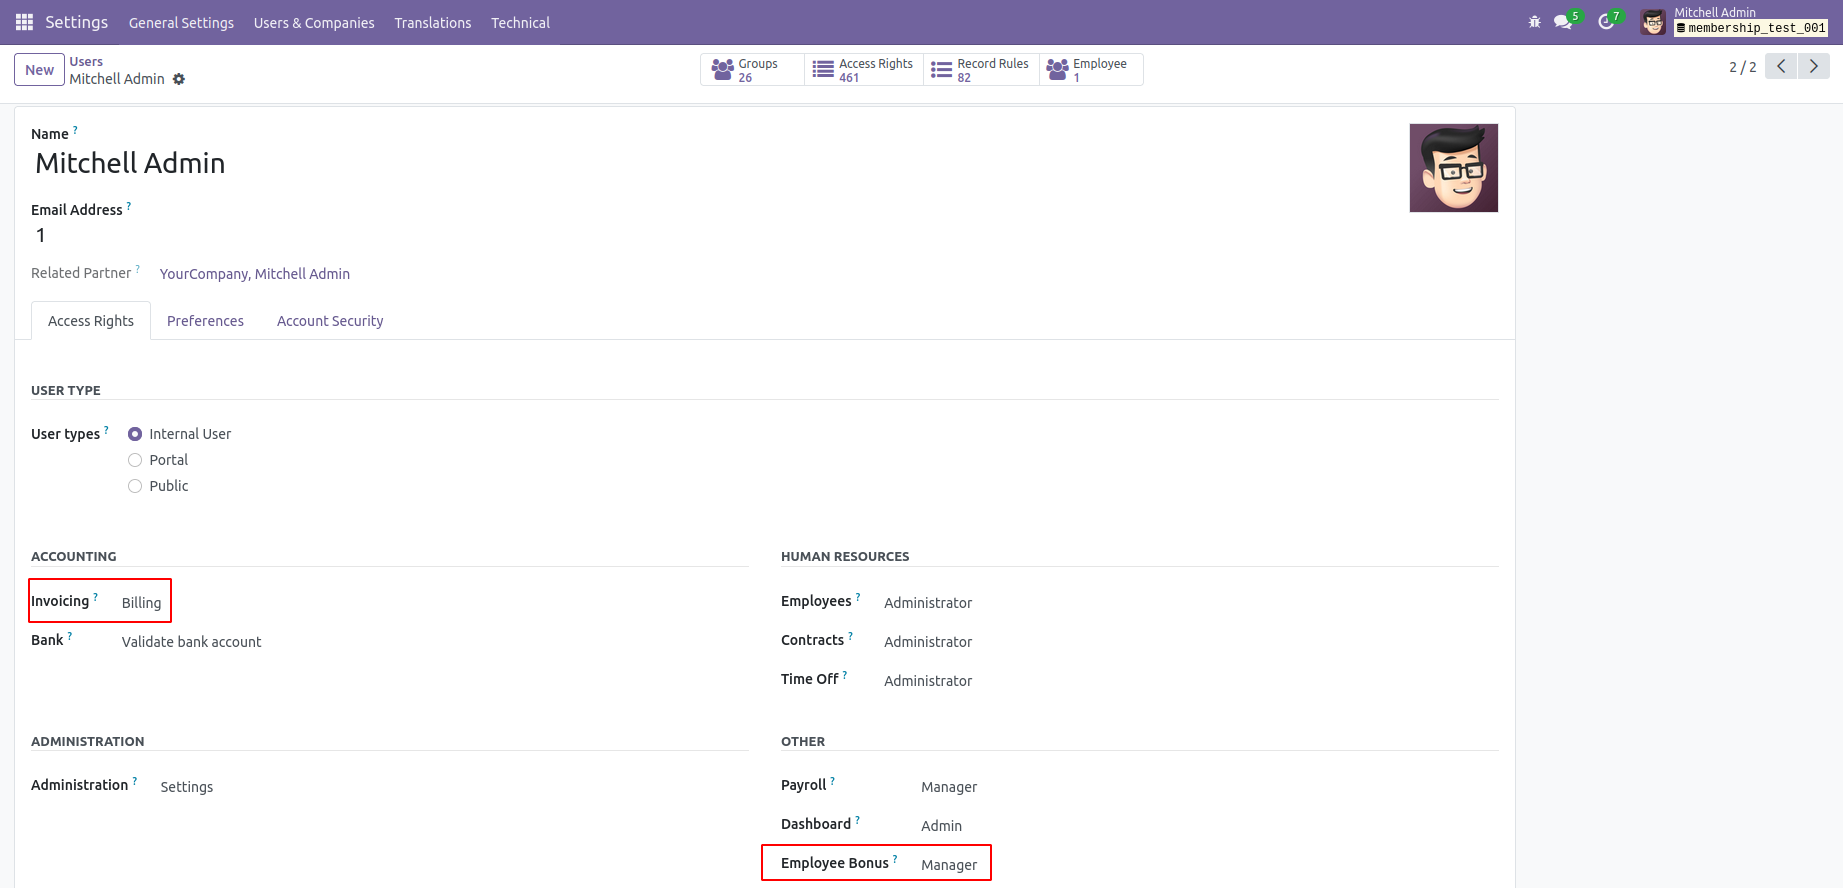 Settings General Settings Users & Companies Translations Technical 5 7 Mitchell Admin
membership_test_001
New Users
Mitchell Admin
Groups 26
Access Rights 461
Record Rules 82
Employee 1
2 / 2
Name ?
Mitchell Admin
Email Address ?
1
Related Partner ? YourCompany, Mitchell Admin
Access Rights Preferences Account Security
USER TYPE
User types ? Internal User
Portal
Public
ACCOUNTING
Invoicing ? Billing
Bank ? Validate bank account
HUMAN RESOURCES
Employees ? Administrator
Contracts ? Administrator
Time Off ? Administrator
ADMINISTRATION
Administration ? Settings
OTHER
Payroll ? Manager
Dashboard ? Admin
Employee Bonus ? Manager